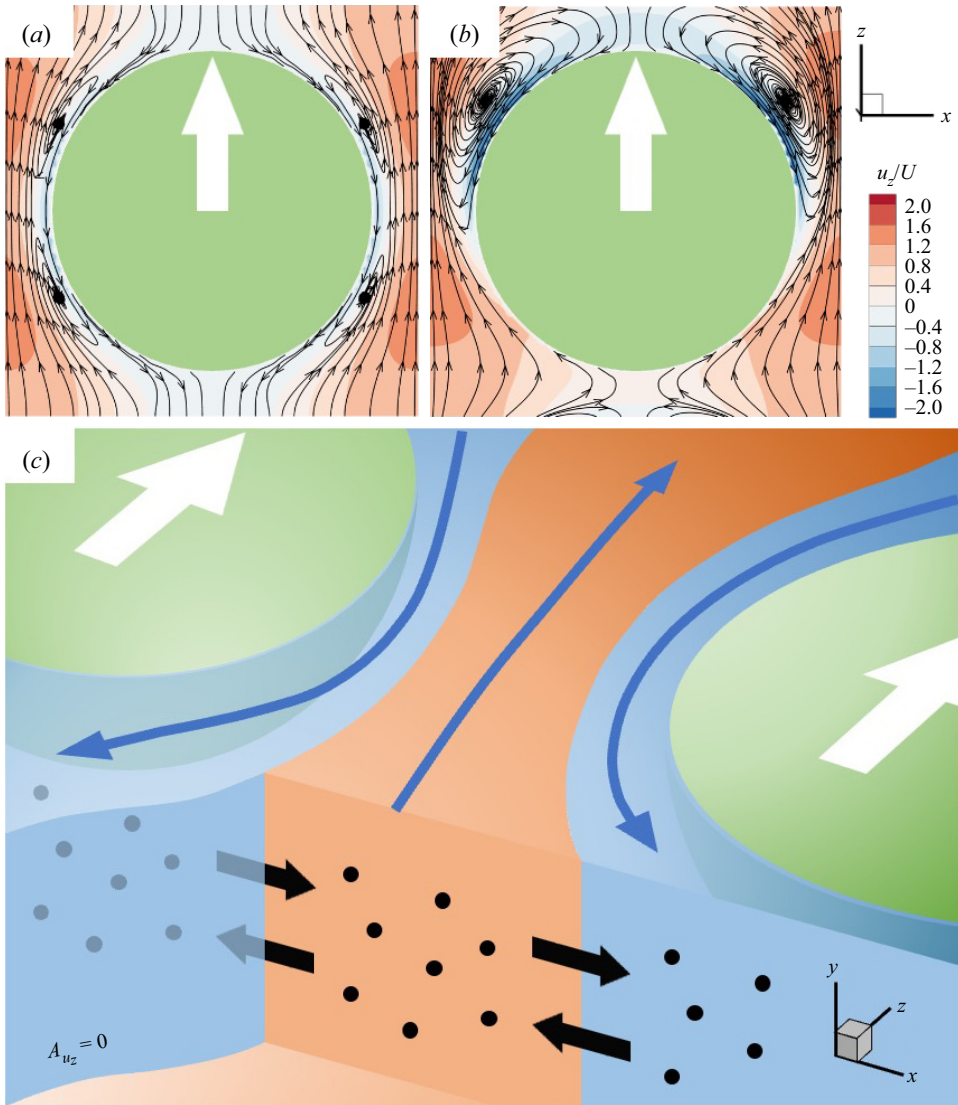 (a)
(b)
z
x
u_z/U
2.0
1.6
1.2
0.8
0.4
0
–0.4
–0.8
–1.2
–1.6
–2.0
(c)
A_{u_z} = 0
y
z
x